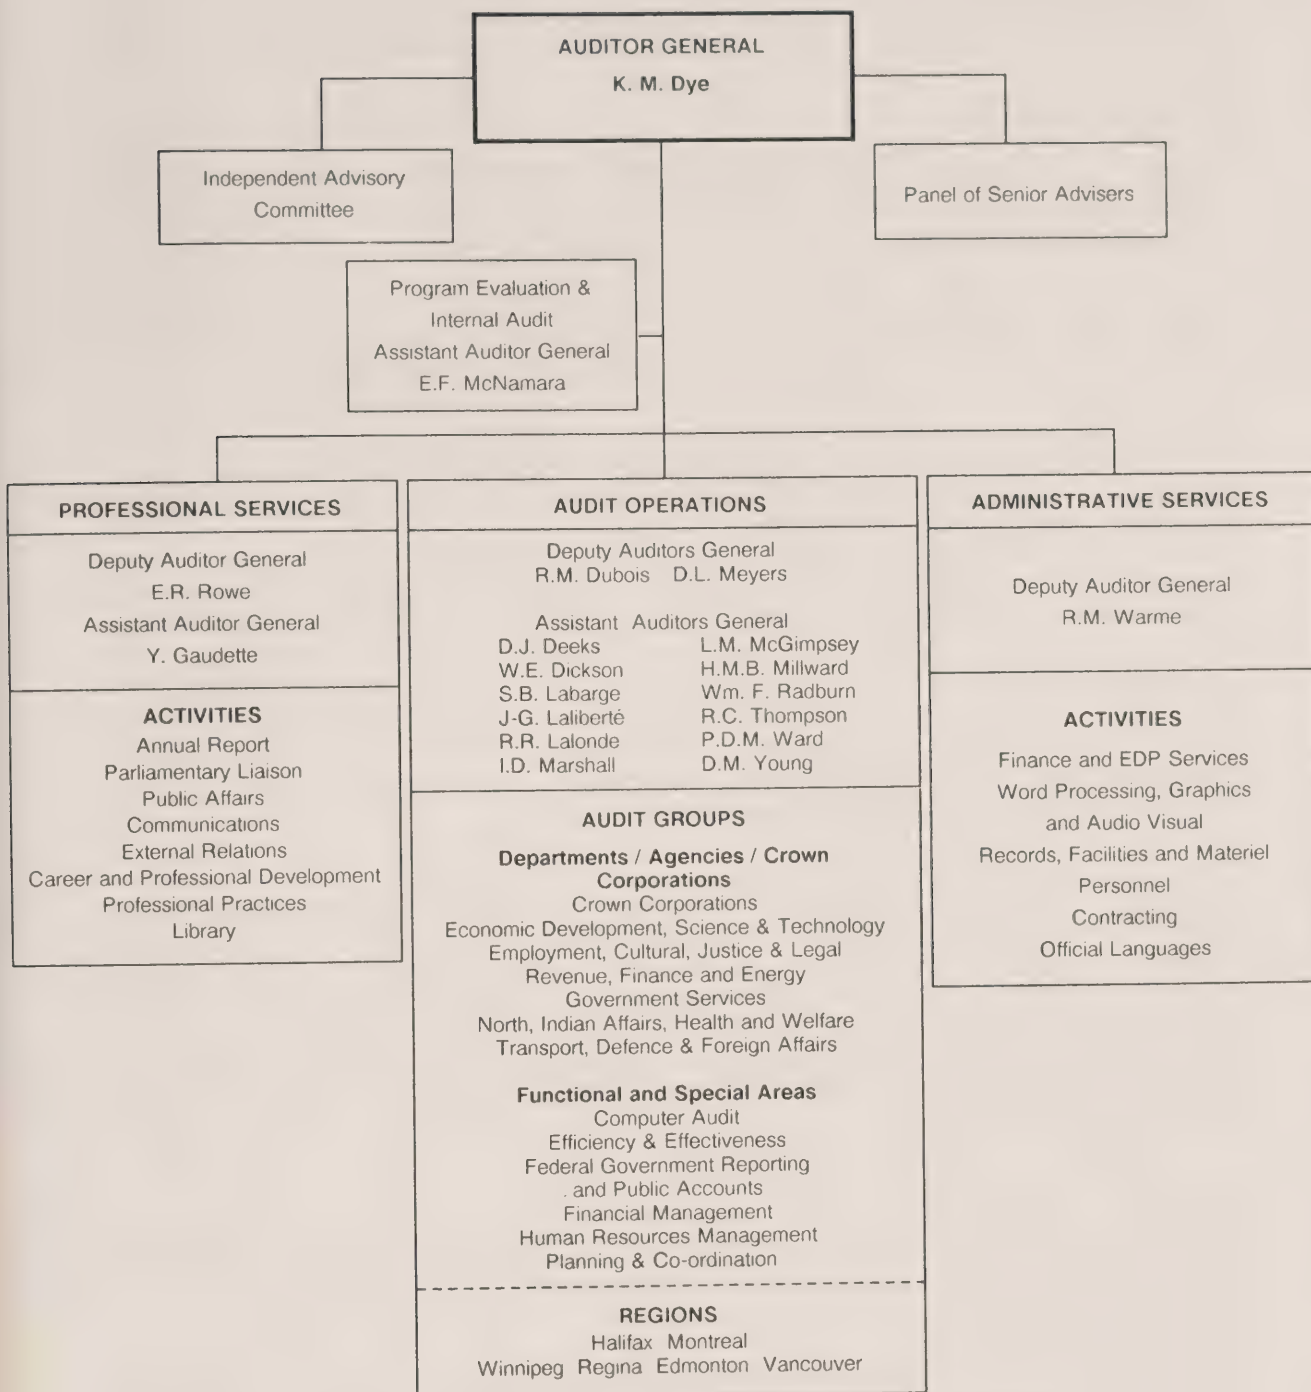 AUDITOR GENERAL
K. M. Dye
Independent Advisory
Committee
Panel of Senior Advisers
Program Evaluation &
Internal Audit
Assistant Auditor General
E.F. McNamara
PROFESSIONAL SERVICES
Deputy Auditor General
E.R. Rowe
Assistant Auditor General
Y. Gaudette
ACTIVITIES
Annual Report
Parliamentary Liaison
Public Affairs
Communications
External Relations
Career and Professional Development
Professional Practices
Library
AUDIT OPERATIONS
Deputy Auditors General
R.M. Dubois D.L. Meyers
Assistant Auditors General
D.J. Deeks L.M. McGimpsey
W.E. Dickson H.M.B. Millward
S.B. Labarge Wm. F. Radburn
J-G. Laliberté R.C. Thompson
R.R. Lalonde P.D.M. Ward
I.D. Marshall D.M. Young
AUDIT GROUPS
Departments / Agencies / Crown
Corporations
Crown Corporations
Economic Development, Science & Technology
Employment, Cultural, Justice & Legal
Revenue, Finance and Energy
Government Services
North, Indian Affairs, Health and Welfare
Transport, Defence & Foreign Affairs
Functional and Special Areas
Computer Audit
Efficiency & Effectiveness
Federal Government Reporting
. and Public Accounts
Financial Management
Human Resources Management
Planning & Co-ordination
REGIONS
Halifax Montreal
Winnipeg Regina Edmonton Vancouver
ADMINISTRATIVE SERVICES
Deputy Auditor General
R.M. Warme
ACTIVITIES
Finance and EDP Services
Word Processing, Graphics
and Audio Visual
Records, Facilities and Materiel
Personnel
Contracting
Official Languages